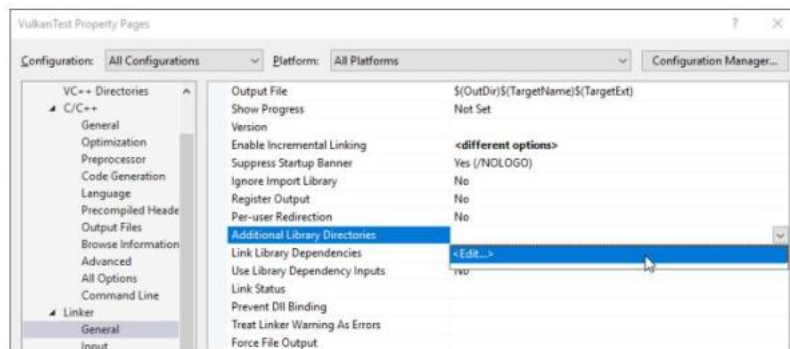 VulkanTest Property Pages
Configuration: All Configurations Platform: All Platforms Configuration Manager...
VC++ Directories
C/C++
General
Optimization
Preprocessor
Code Generation
Language
Precompiled Heade
Output Files
Browse Information
Advanced
All Options
Command Line
Linker
General
Input
Output File $(OutDir)$(TargetName)$(TargetExt)
Show Progress Not Set
Version
Enable Incremental Linking <different options>
Suppress Startup Banner Yes (/NOLOGO)
Ignore Import Library No
Register Output No
Per-user Redirection No
Additional Library Directories
Link Library Dependencies <Edit...>
Use Library Dependency Inputs No
Link Status
Prevent Dll Binding
Treat Linker Warning As Errors
Force File Output